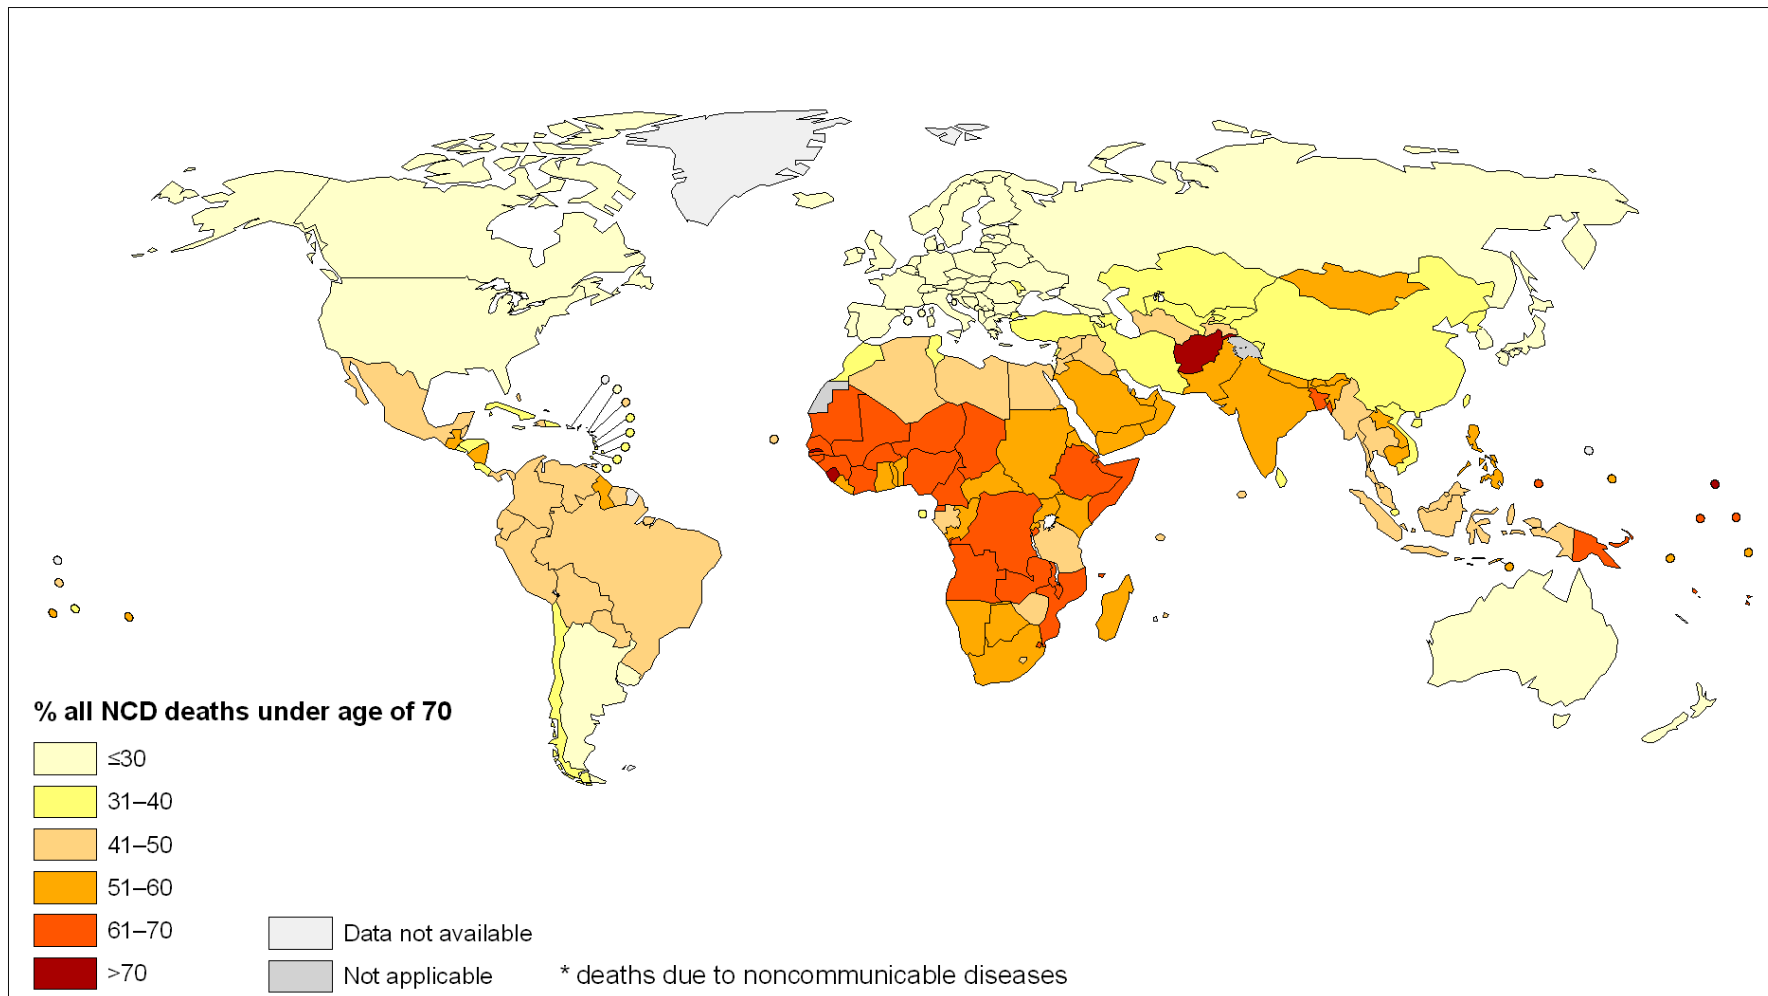 % all NCD deaths under age of 70
≤30
31–40
41–50
51–60
61–70
>70
Data not available
Not applicable
* deaths due to noncommunicable diseases